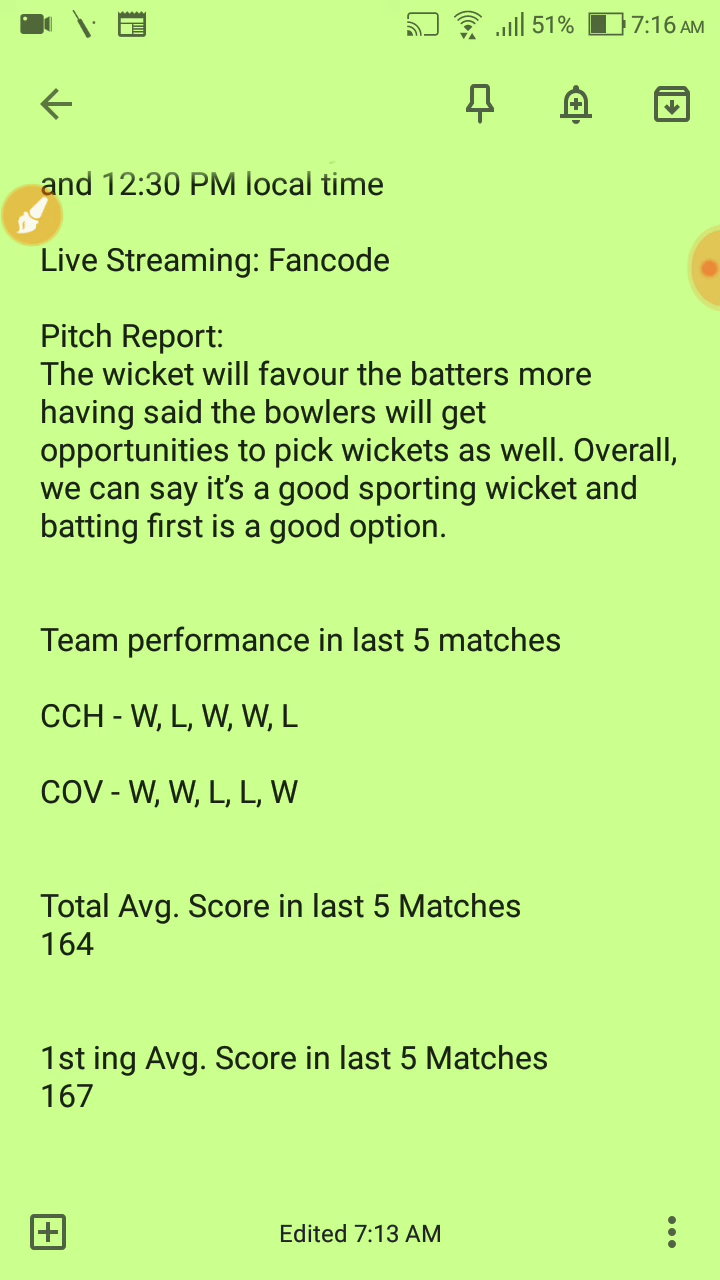 51% 7:16 AM
and 12:30 PM local time
Live Streaming: Fancode
Pitch Report:
The wicket will favour the batters more
having said the bowlers will get
opportunities to pick wickets as well. Overall,
we can say it’s a good sporting wicket and
batting first is a good option.
Team performance in last 5 matches
CCH - W, L, W, W, L
COV - W, W, L, L, W
Total Avg. Score in last 5 Matches
164
1st ing Avg. Score in last 5 Matches
167
Edited 7:13 AM